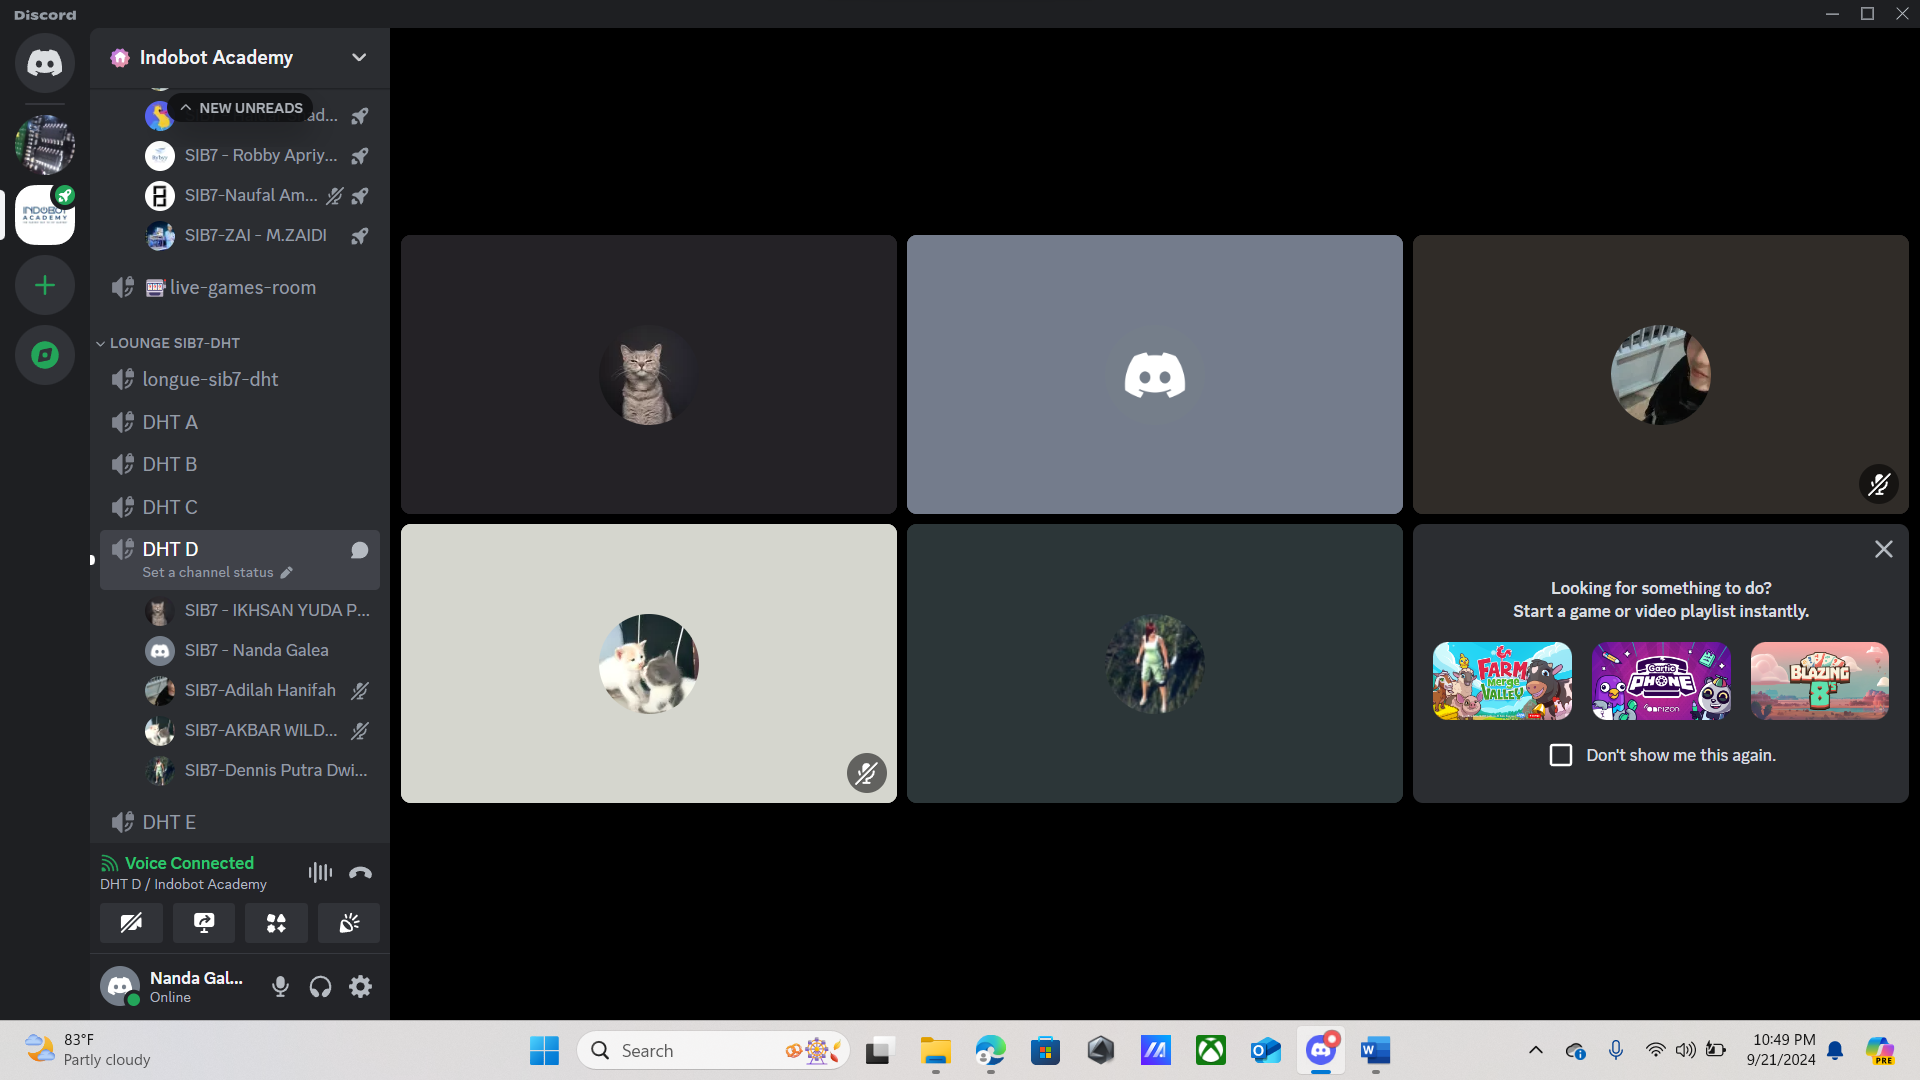 Discord
Indobot Academy
NEW UNREADS
ad...
SIB7 - Robby Apriy...
SIB7-Naufal Am...
SIB7-ZAI - M.ZAIDI
INDOBOT
ACADEMY
live-games-room
LOUNGE SIB7-DHT
longue-sib7-dht
DHT A
DHT B
DHT C
DHT D
Set a channel status
SIB7 - IKHSAN YUDA P...
SIB7 - Nanda Galea
SIB7-Adilah Hanifah
SIB7-AKBAR WILD...
SIB7-Dennis Putra Dwi...
DHT E
Voice Connected
DHT D / Indobot Academy
Nanda Gal...
Online
Looking for something to do?
Start a game or video playlist instantly.
FARM
Merge
VALLEY
Gartic
PHONE
BLAZING
8
Don't show me this again.
83°F
Partly cloudy
Search
10:49 PM
9/21/2024
PRE